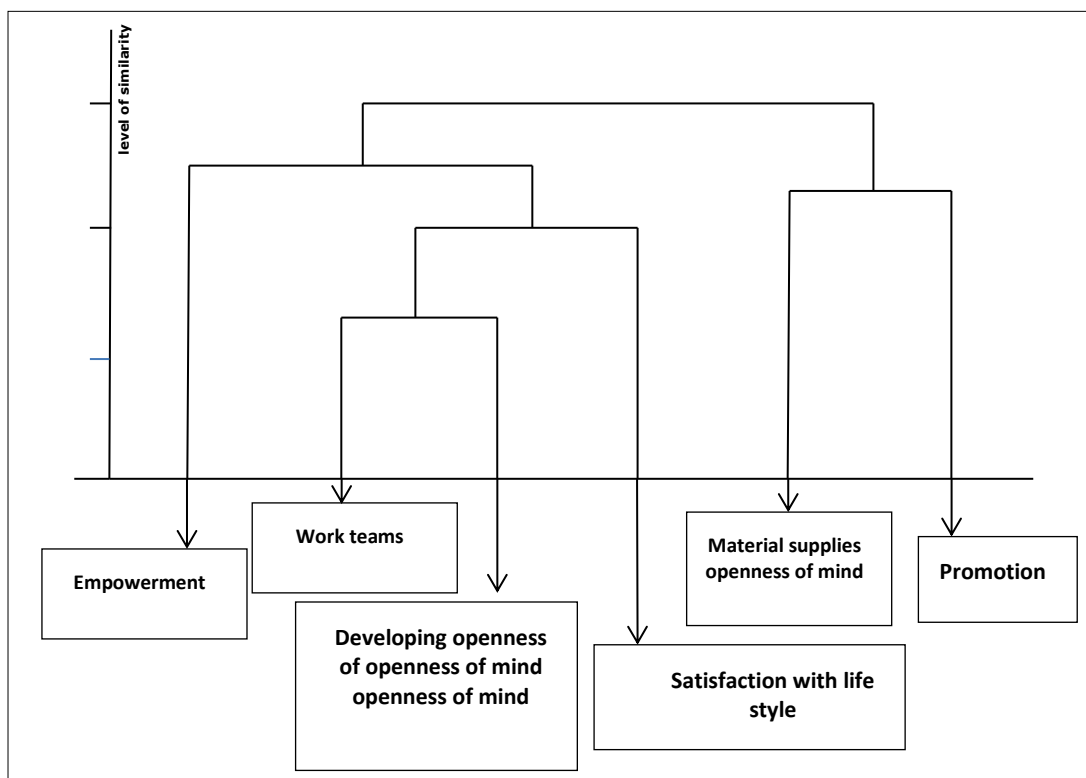 level of similarity
Work teams
Empowerment
Material supplies
openness of mind
Promotion
Developing openness
of openness of mind
openness of mind
Satisfaction with life
style